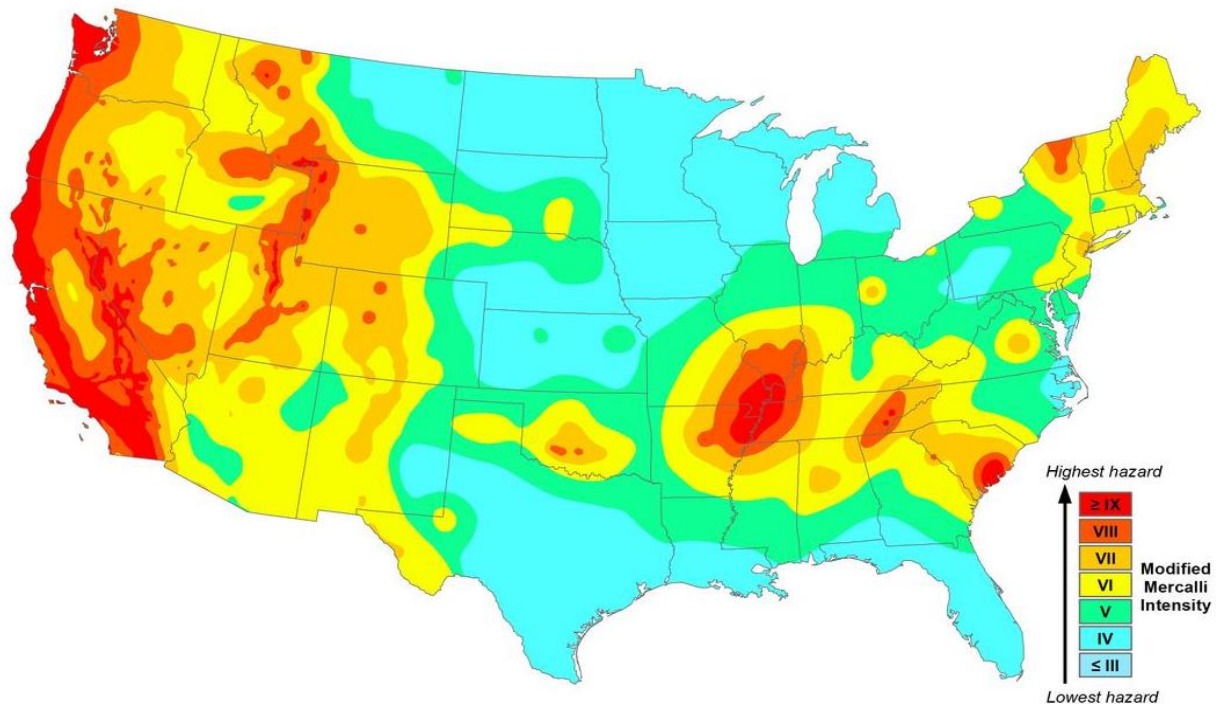 Highest hazard
≥ IX
VIII
VII
VI
V
IV
≤ III
Modified
Mercalli
Intensity
Lowest hazard